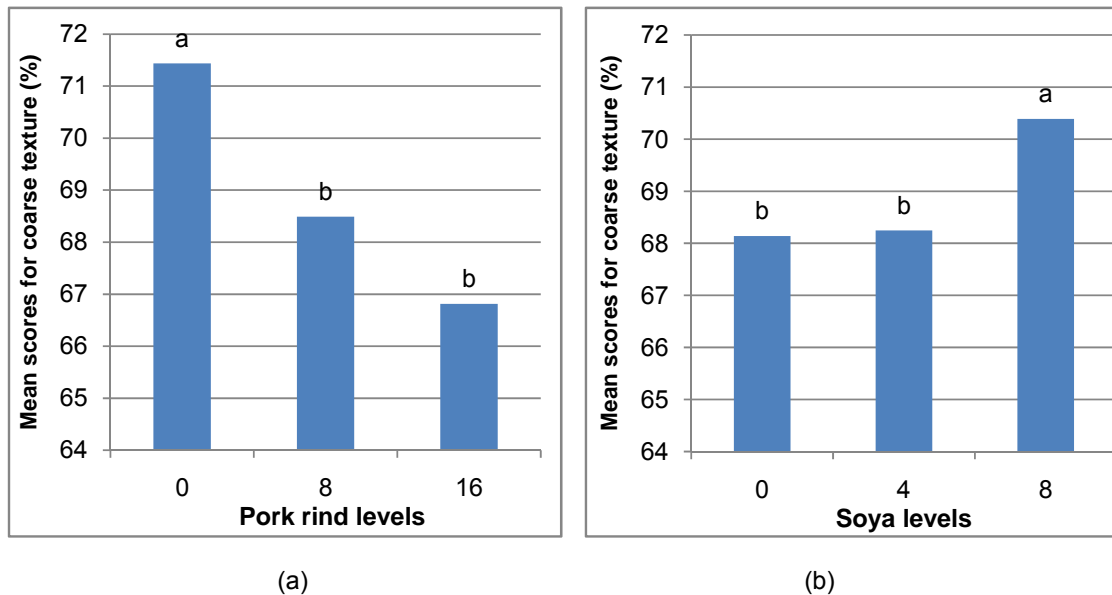 Mean scores for coarse texture (%)
72
71
70
69
68
67
66
65
64
a
b
b
0 8 16
Pork rind levels
(a)
Mean scores for coarse texture (%)
72
71
70
69
68
67
66
65
64
b
b
a
0 4 8
Soya levels
(b)